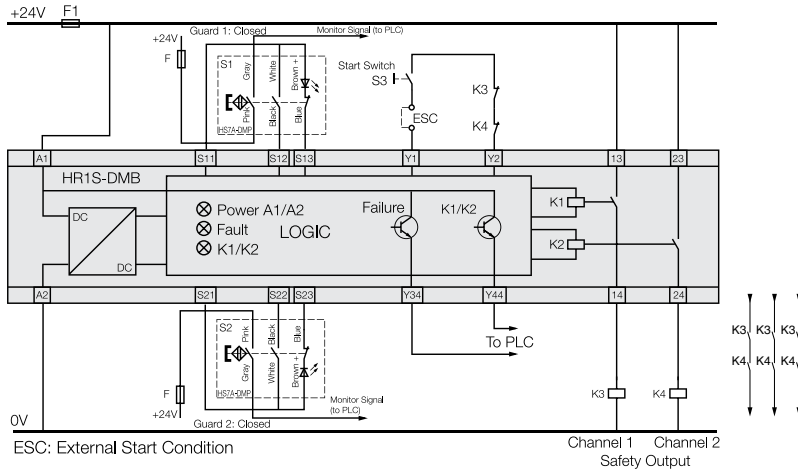 +24V F1
Guard 1: Closed
Monitor Signal (to PLC)
+24V
F
S1
Gray
White
Brown +
Pink
Black
Blue
HS7A-DMP
Start Switch
S3
ESC
K3
K4
A1 S11 S12 S13 Y1 Y2 13 23
HR1S-DMB
DC
DC
Power A1/A2
Fault
K1/K2
LOGIC
Failure
K1/K2
K1
K2
A2 S21 S22 S23 Y34 Y44 14 24
S2
Pink
Black
Blue
Gray
White
Brown +
HS7A-DMP
F
+24V
Monitor Signal
(to PLC)
Guard 2: Closed
To PLC
K3 K3 K3
K4 K4 K4
K3 K4
0V
ESC: External Start Condition
Channel 1 Channel 2
Safety Output